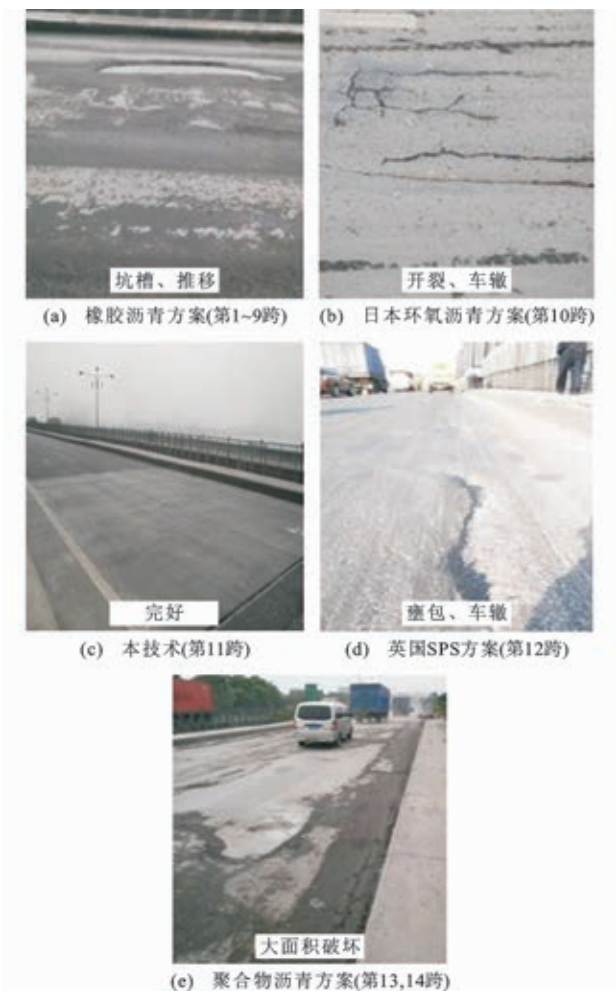 坑槽、推移
(a) 橡胶沥青方案(第1~9跨)
开裂、车辙
(b) 日本环氧沥青方案(第10跨)
完好
(c) 本技术(第11跨)
壅包、车辙
(d) 英国SPS方案(第12跨)
大面积破坏
(e) 聚合物沥青方案(第13,14跨)